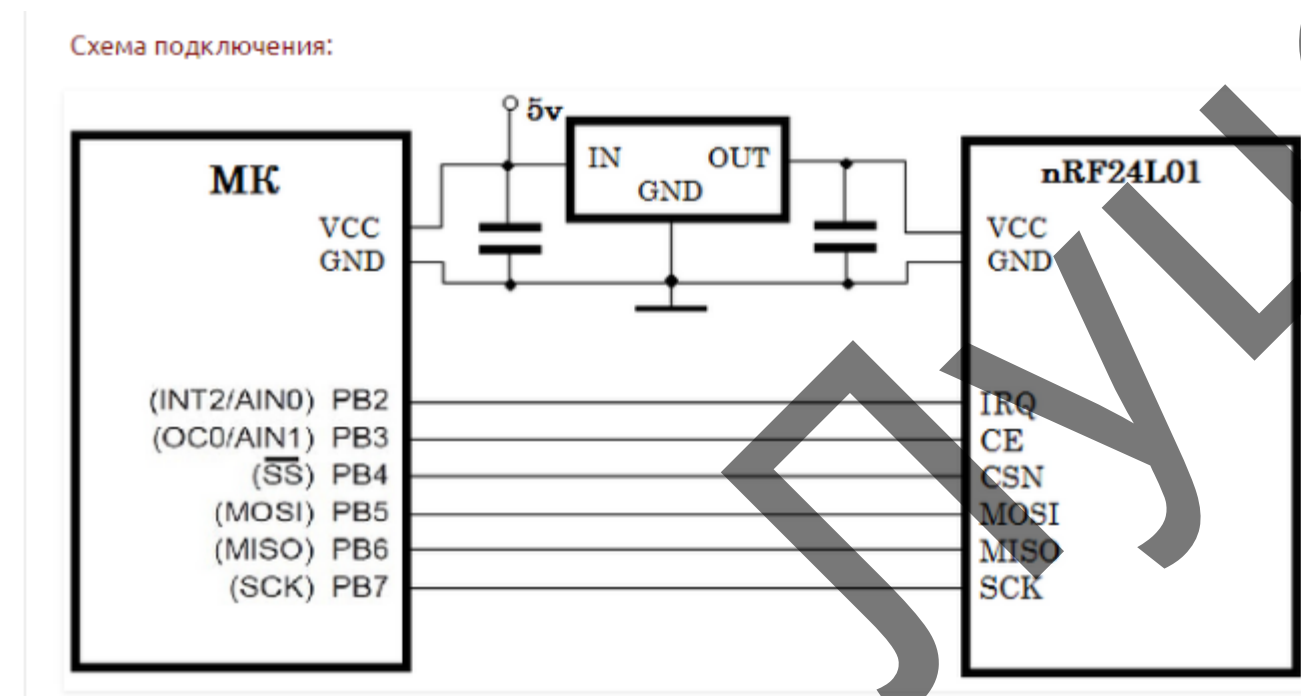 Схема подключения:
5v
IN OUT
GND
МК
VCC
GND
nRF24L01
VCC
GND
(INT2/AIN0) PB2
(OC0/AIN1) PB3
(SS) PB4
(MOSI) PB5
(MISO) PB6
(SCK) PB7
IRQ
CE
CSN
MOSI
MISO
SCK